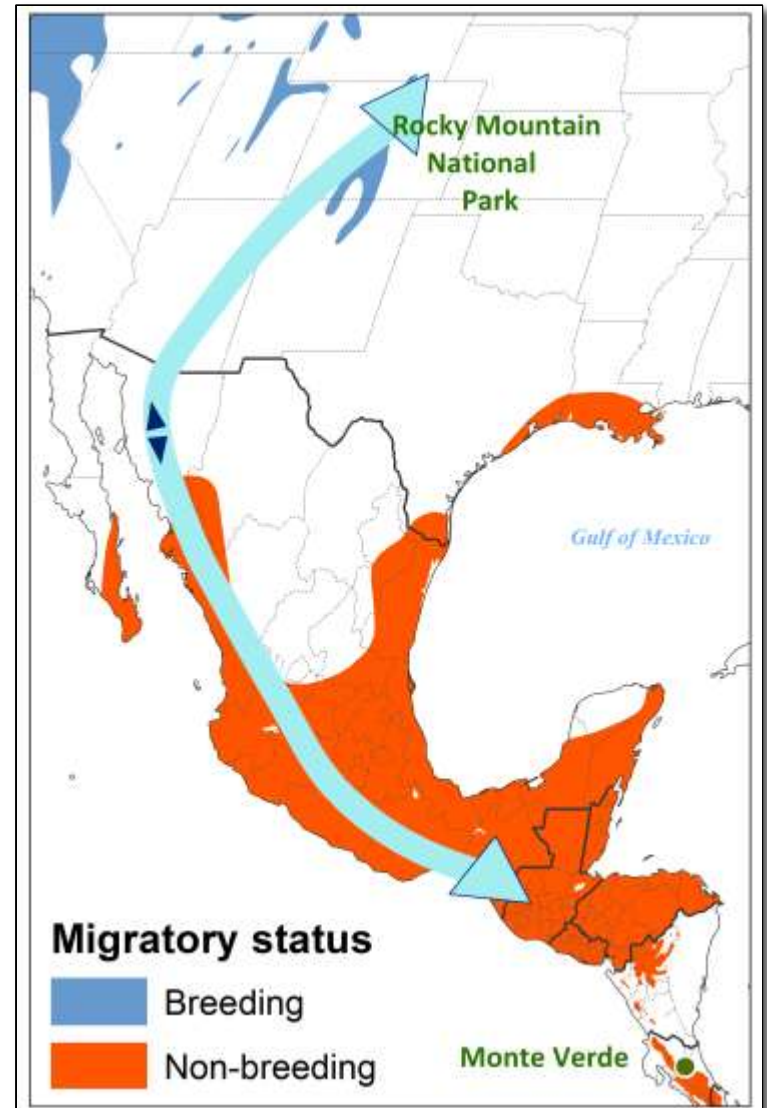 Rocky Mountain
National
Park
Gulf of Mexico
Migratory status
Breeding
Non-breeding
Monte Verde